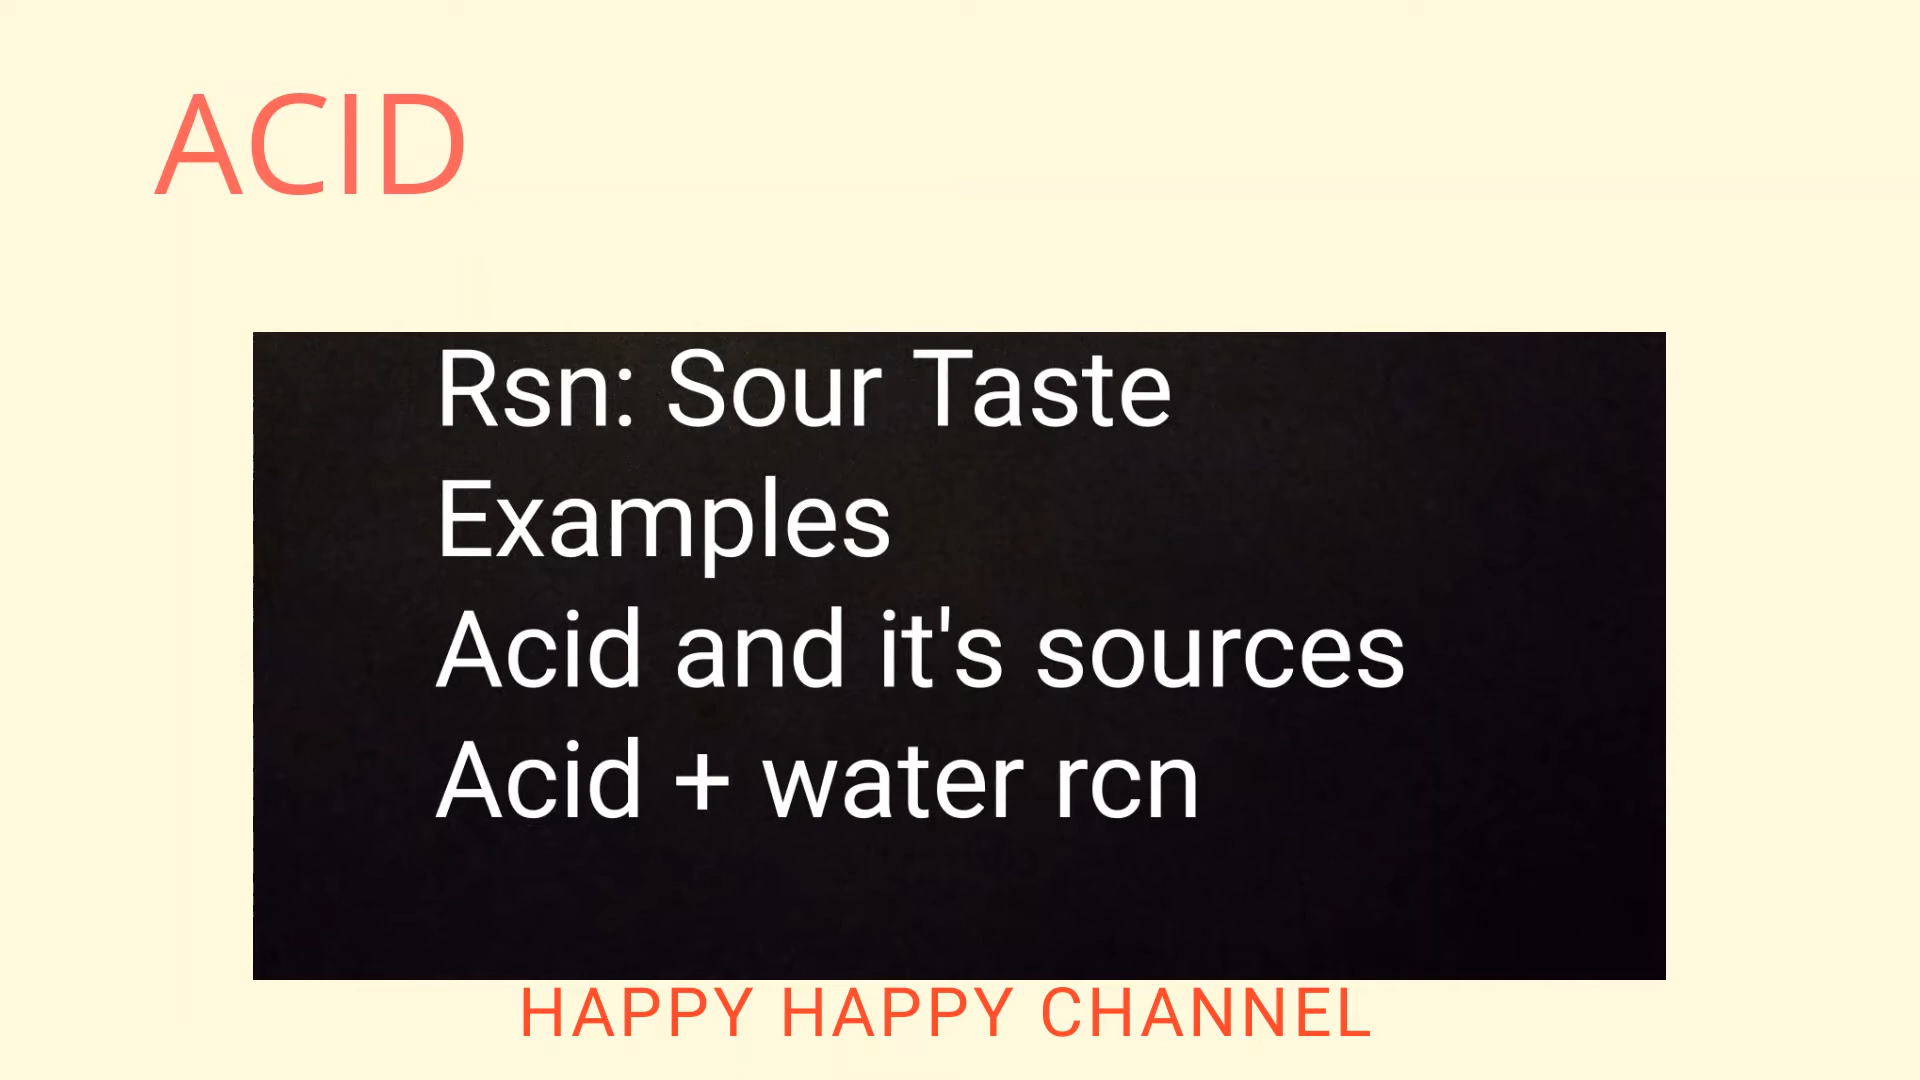 ACID
Rsn: Sour Taste
Examples
Acid and it's sources
Acid + water rcn
HAPPY HAPPY CHANNEL